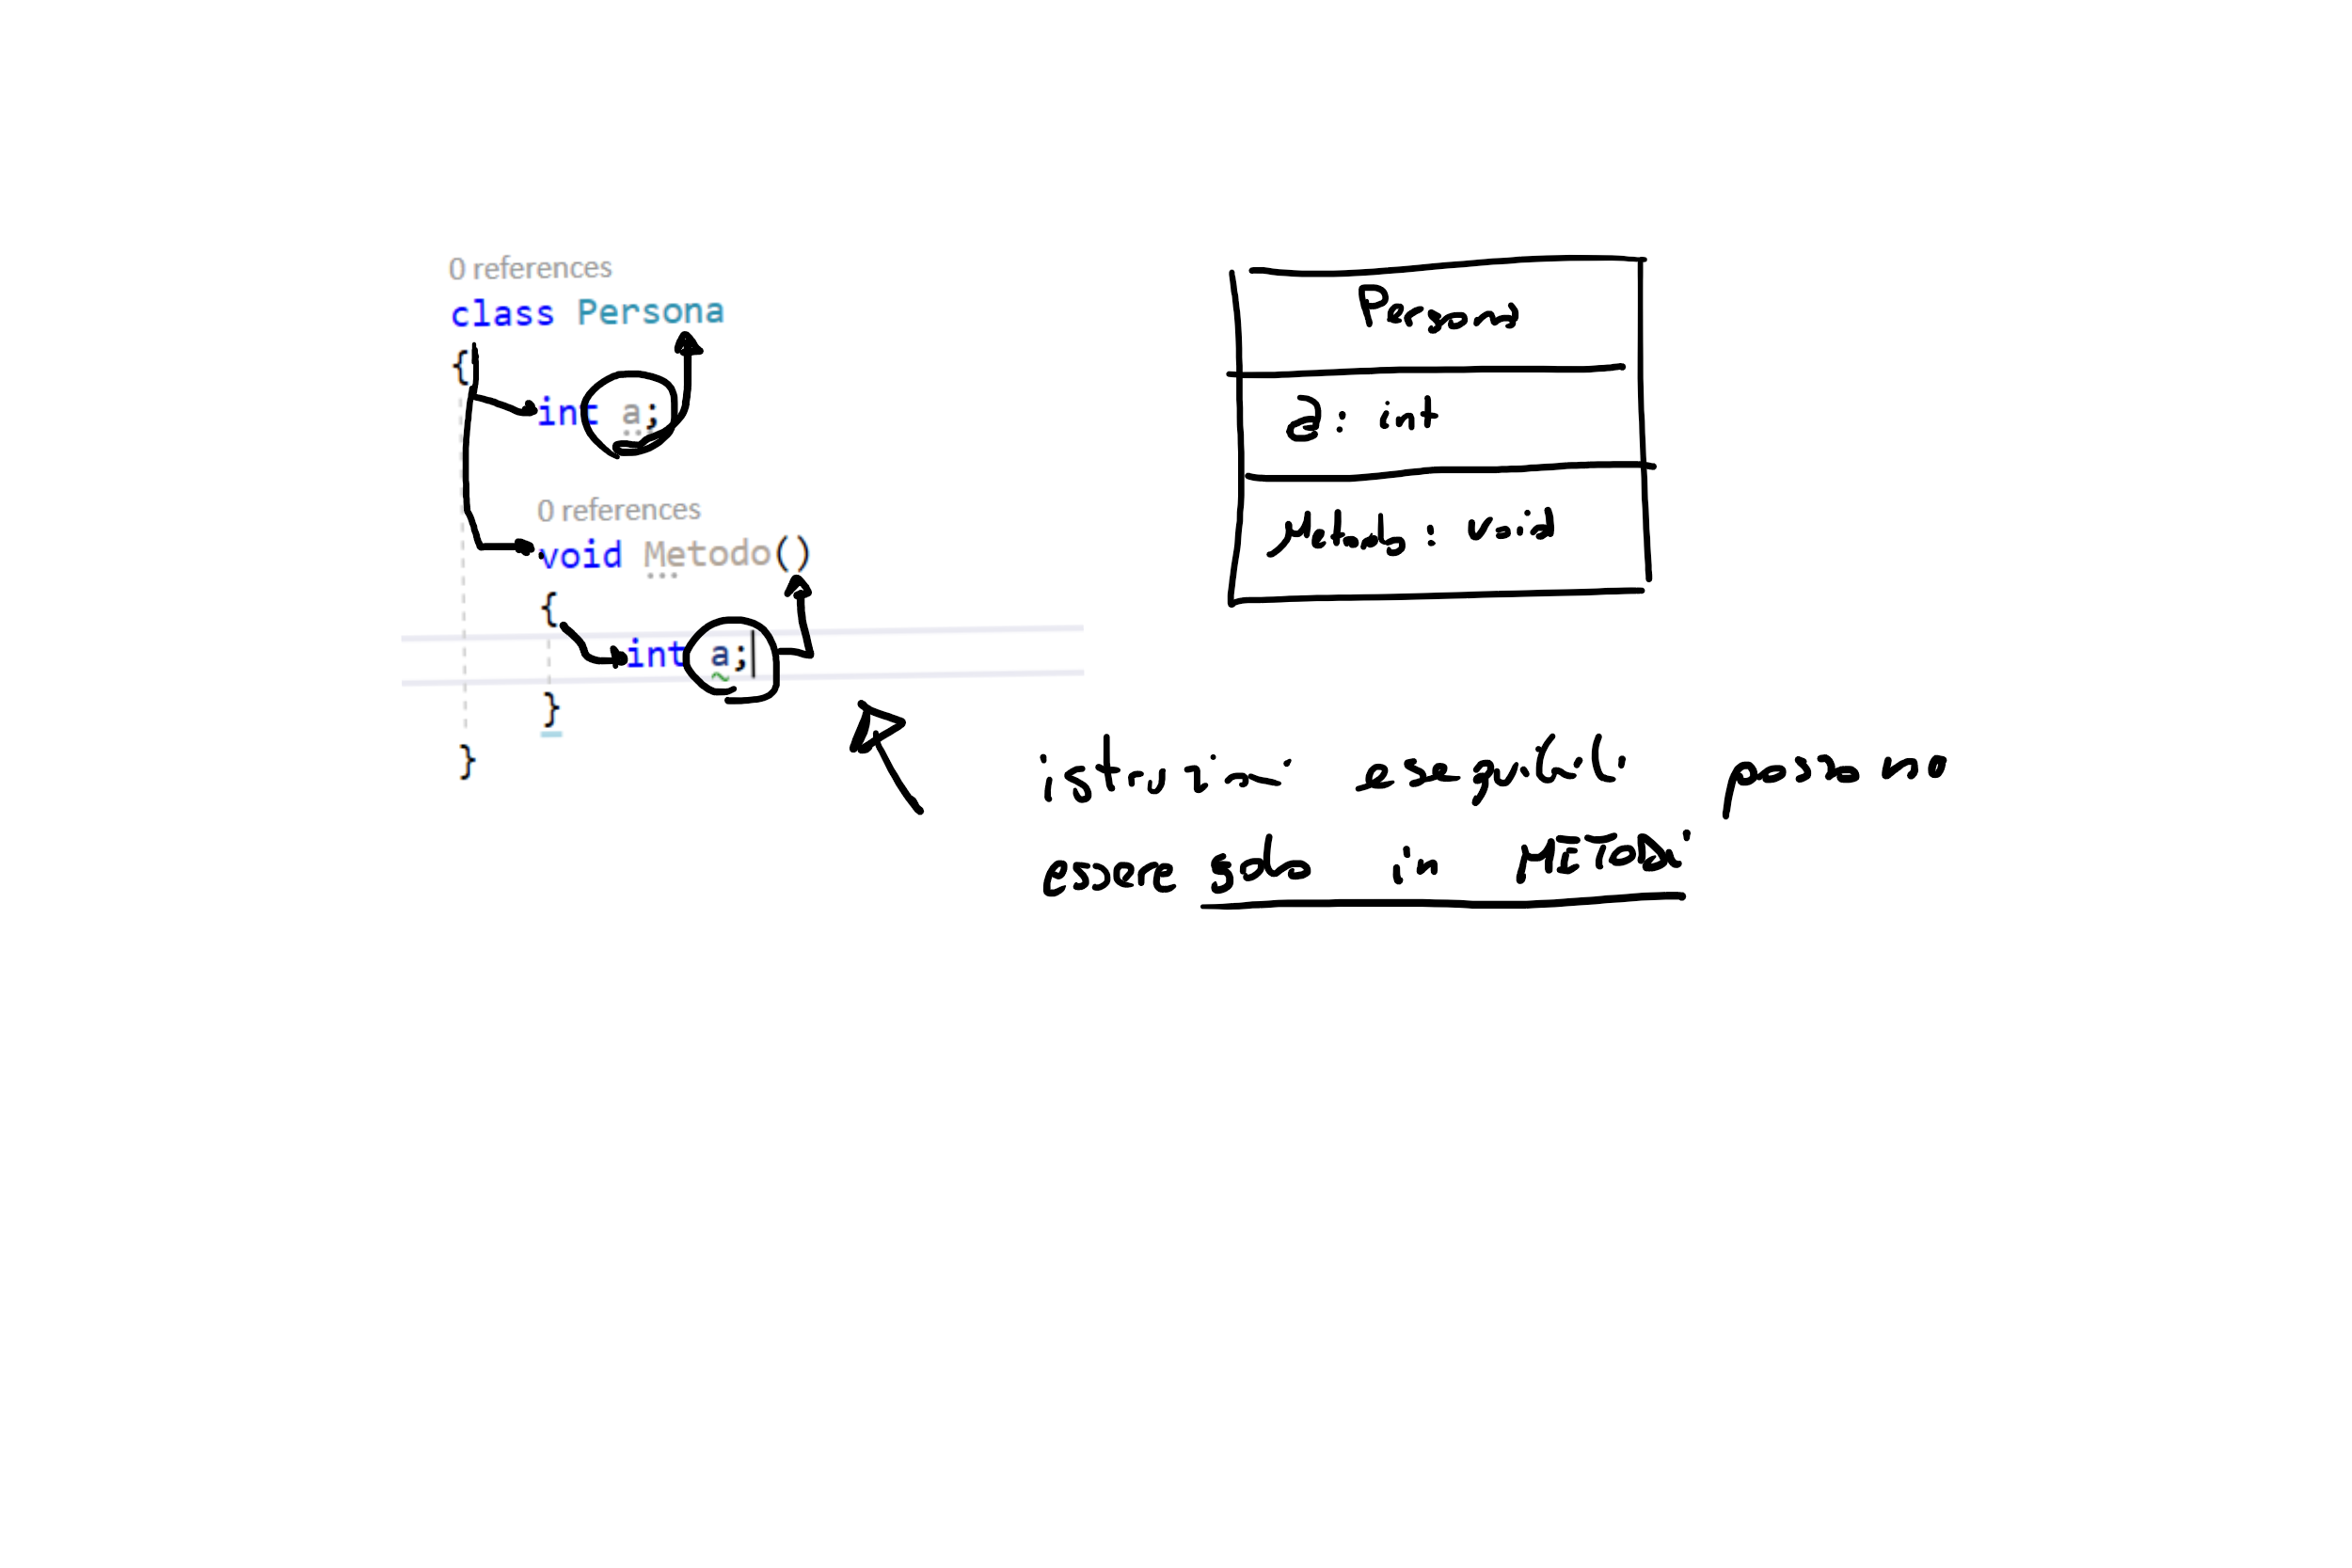 0 references
class Persona
{
int a;
0 references
void Metodo()
{
int a;
}
}
Persona
a: int
Metodo: void
istruzioni eseguibili possono
essere solo in METODI